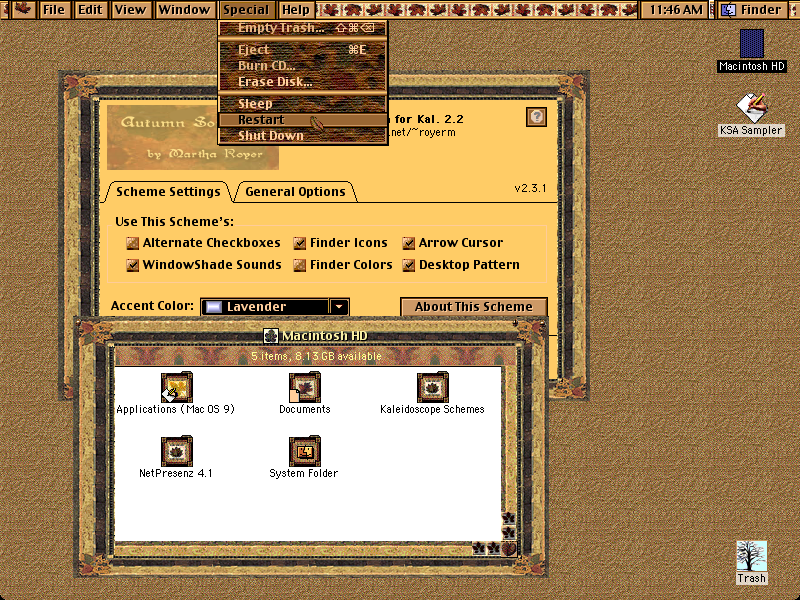 File Edit View Window Special Help 11:46 AM Finder
Empty Trash... ⇧⌘⌫
Eject ⌘E
Burn CD...
Erase Disk...
Sleep
Restart
Shut Down
Macintosh HD
KSA Sampler
Autumn So
by Martha Royer
for Kal. 2.2
.net/~royerm
Scheme Settings General Options v2.3.1
Use This Scheme's:
Alternate Checkboxes Finder Icons Arrow Cursor
WindowShade Sounds Finder Colors Desktop Pattern
Accent Color: Lavender About This Scheme
Macintosh HD
5 items, 8.13 GB available
Applications (Mac OS 9) Documents Kaleidoscope Schemes
NetPresenz 4.1 System Folder
Trash